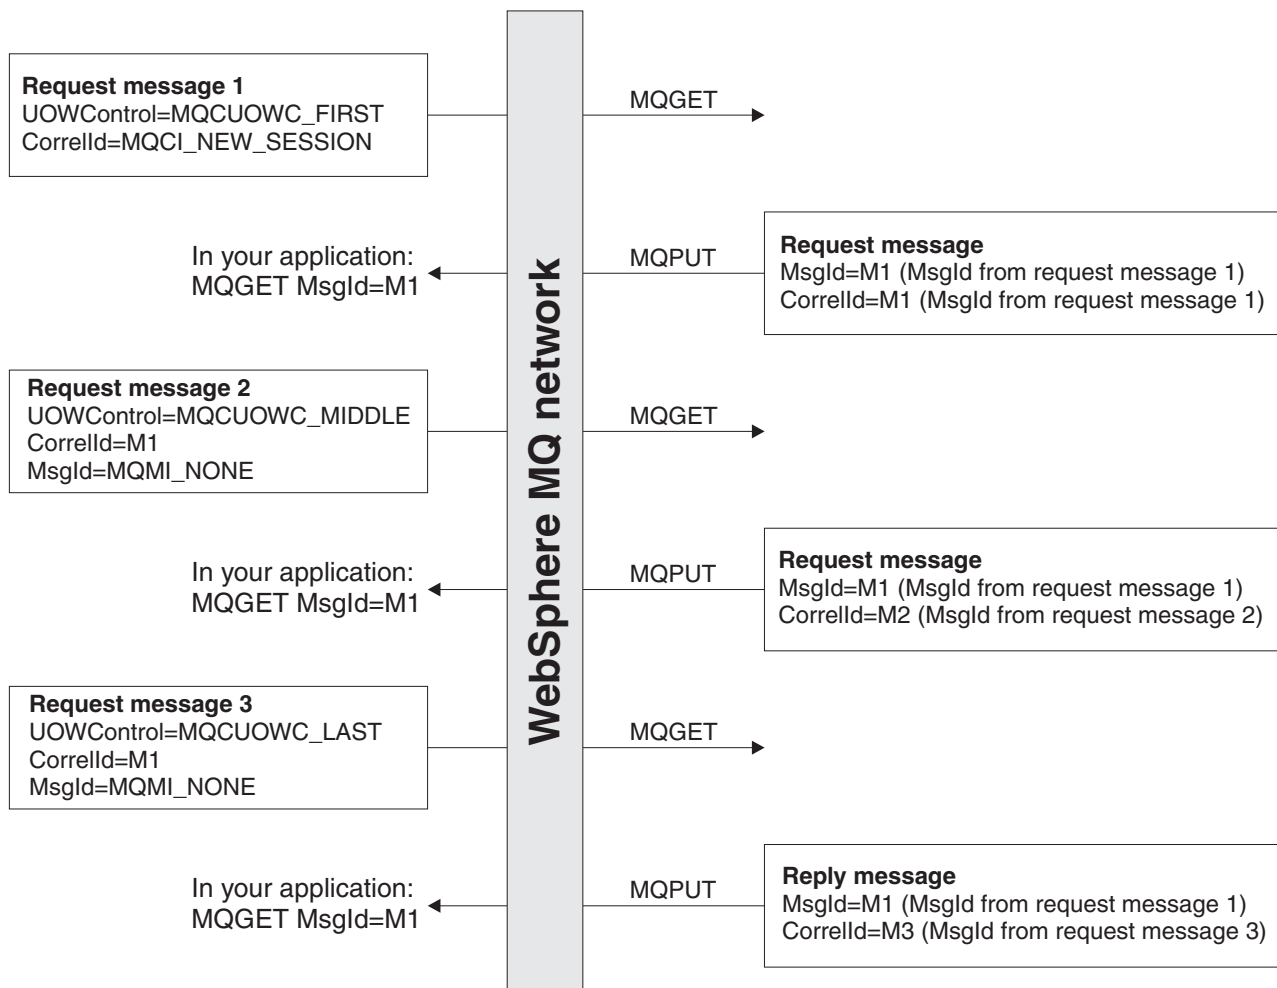 Request message 1
UOWControl=MQCUOWC_FIRST
CorrelId=MQCI_NEW_SESSION
MQGET
In your application:
MQGET MsgId=M1
MQPUT
Request message
MsgId=M1 (MsgId from request message 1)
CorrelId=M1 (MsgId from request message 1)
WebSphere MQ network
Request message 2
UOWControl=MQCUOWC_MIDDLE
CorrelId=M1
MsgId=MQMI_NONE
MQGET
In your application:
MQGET MsgId=M1
MQPUT
Request message
MsgId=M1 (MsgId from request message 1)
CorrelId=M2 (MsgId from request message 2)
Request message 3
UOWControl=MQCUOWC_LAST
CorrelId=M1
MsgId=MQMI_NONE
MQGET
In your application:
MQGET MsgId=M1
MQPUT
Reply message
MsgId=M1 (MsgId from request message 1)
CorrelId=M3 (MsgId from request message 3)